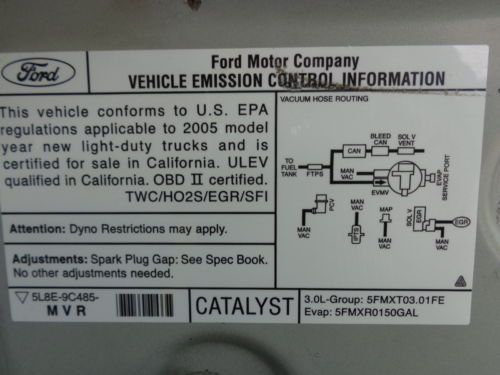 Ford
Ford Motor Company
VEHICLE EMISSION CONTROL INFORMATION
This vehicle conforms to U.S. EPA
regulations applicable to 2005 model
year new light-duty trucks and is
certified for sale in California. ULEV
qualified in California. OBD II certified.
TWC/HO2S/EGR/SFI
Attention: Dyno Restrictions may apply.
Adjustments: Spark Plug Gap: See Spec Book.
No other adjustments needed.
5L8E-9C485-
MVR
CATALYST
3.0L-Group: 5FMXT03.01FE
Evap: 5FMXR0150GAL
VACUUM HOSE ROUTING
BLEED
CAN
SOL V
VENT
CAN
TO
FUEL
TANK
FTPS
MAN
VAC
EVMV
EVAP
SERVICE PORT
PCV
MAN
VAC
MAP
IPTS
MAN
VAC
SOL V
EGR
EGR
MAN
VAC